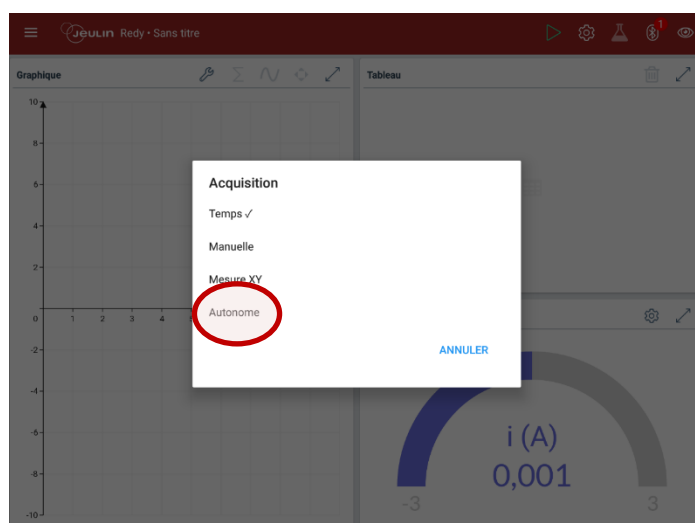 Jeulin Redy • Sans titre
1
Graphique
Tableau
10
8
6
4
2
0
1
2
3
4
-2
-4
-6
-8
-10
Acquisition
Temps ✓
Manuelle
Mesure XY
Autonome
ANNULER
i (A)
0,001
-3
3